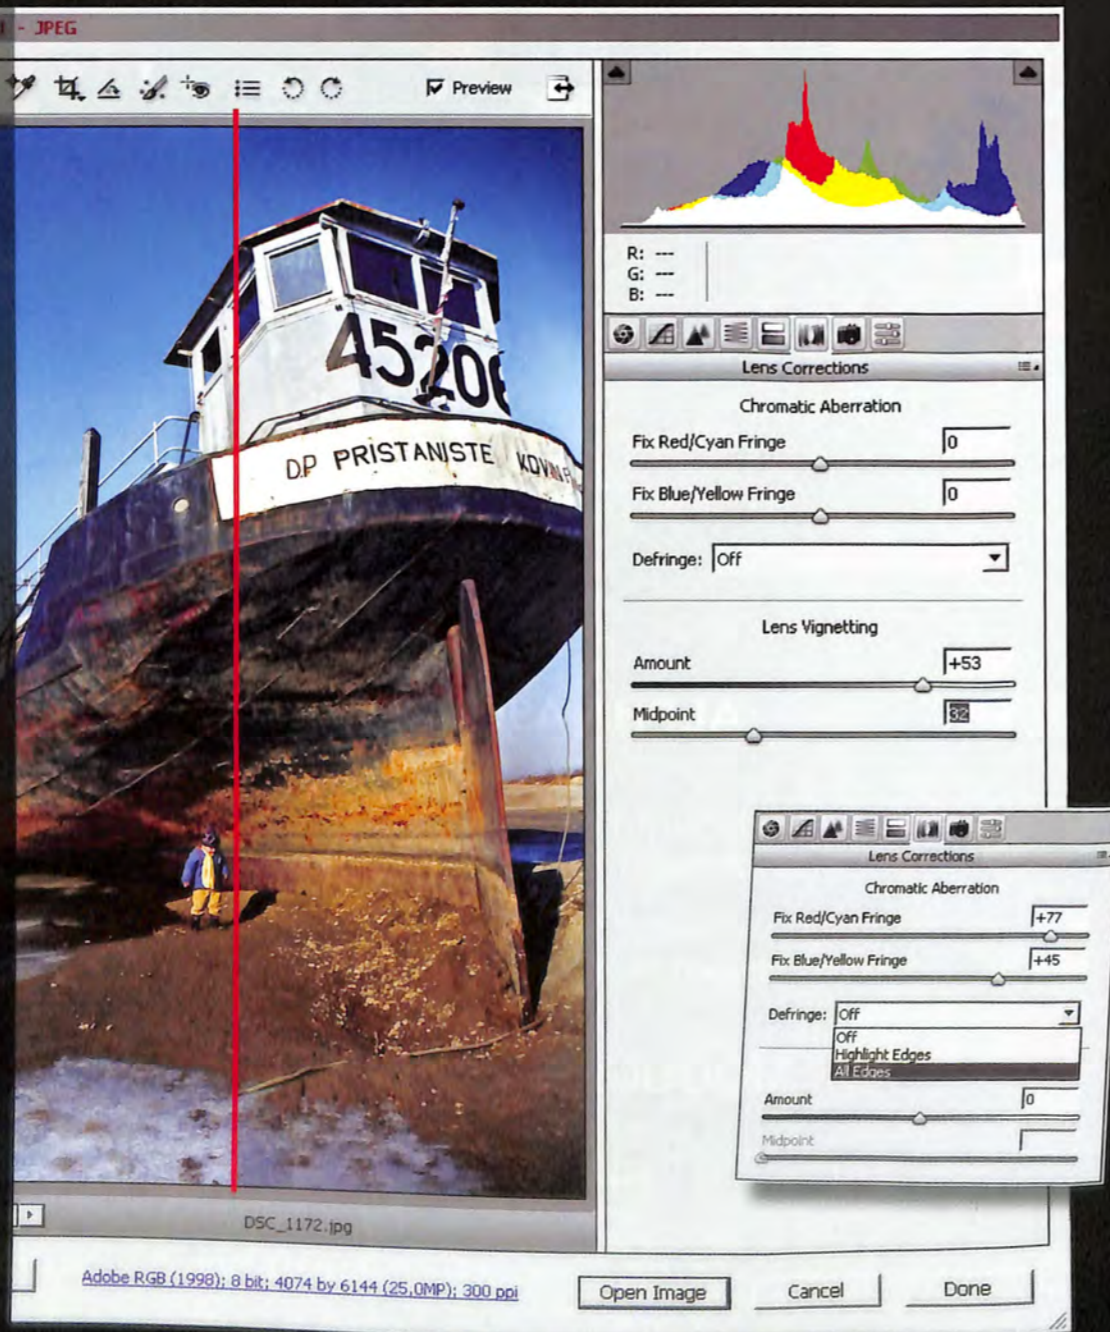 - JPEG
Preview
R: ---
G: ---
B: ---
Lens Corrections
Chromatic Aberration
Fix Red/Cyan Fringe 0
Fix Blue/Yellow Fringe 0
Defringe: Off
Lens Vignetting
Amount +53
Midpoint 32
45206
D.P PRISTANISTE
Lens Corrections
Chromatic Aberration
Fix Red/Cyan Fringe +77
Fix Blue/Yellow Fringe +45
Defringe: Off
Off
Highlight Edges
All Edges
Amount 0
Midpoint
DSC_1172.jpg
Adobe RGB (1998); 8 bit; 4074 by 6144 (25,0MP); 300 ppi
Open Image
Cancel
Done